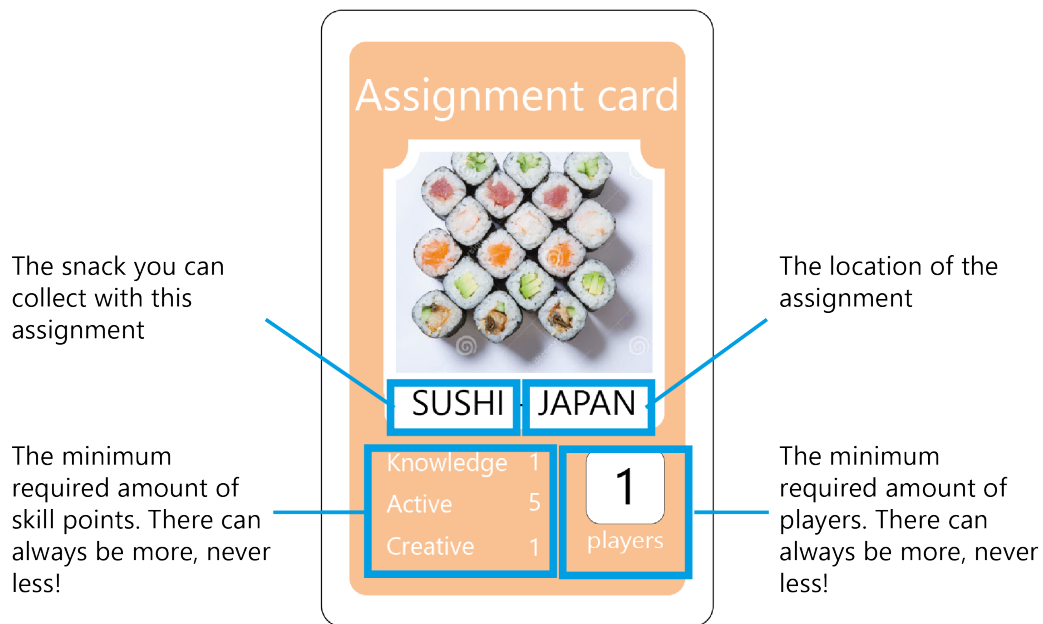 Assignment card
The snack you can
collect with this
assignment
The location of the
assignment
SUSHI - JAPAN
The minimum
required amount of
skill points. There can
always be more, never
less!
Knowledge 1
Active 5
Creative 1
1
players
The minimum
required amount of
players. There can
always be more, never
less!